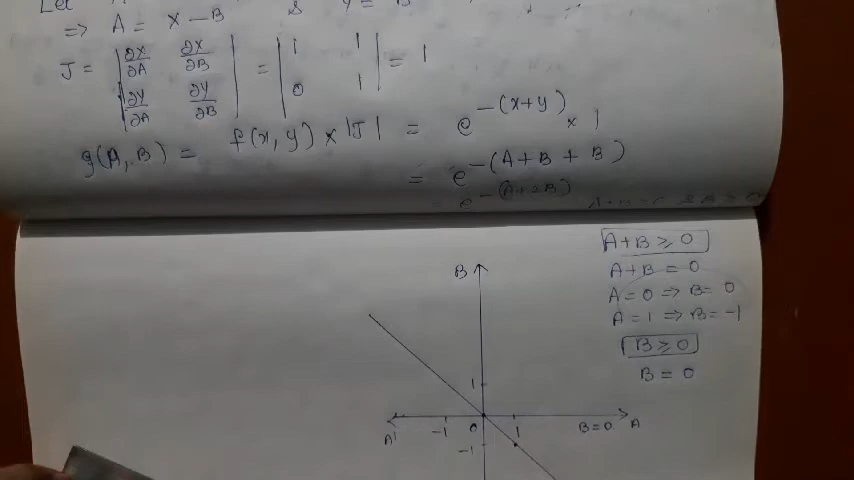 Let
=> A = X - B & Y = B
J = | ∂X/∂A ∂X/∂B | = | 1 1 | = 1
| ∂Y/∂A ∂Y/∂B | | 0 1 |
g(A, B) = f(x, y) × |J| = e^-(x+y) × 1
= e^-(A+B+B)
= e^-(A+2B)
A+B ≥ 0
A+B = 0
A = 0 => B = 0
A = 1 => B = -1
B ≥ 0
B = 0
B
1
A' -1 0 1 B=0 A
-1